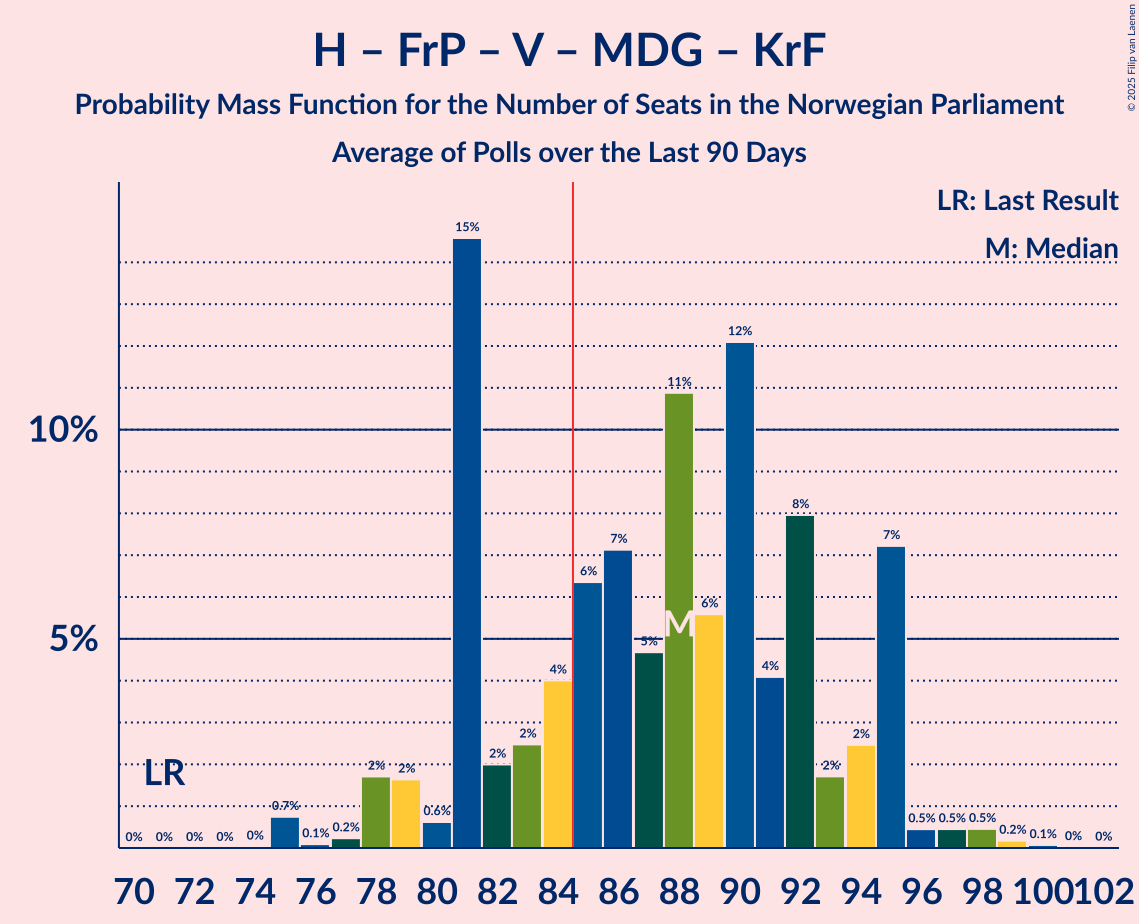 H – FrP – V – MDG – KrF
Probability Mass Function for the Number of Seats in the Norwegian Parliament
Average of Polls over the Last 90 Days
© 2025 Filip van Laenen
LR: Last Result
M: Median
10%
5%
LR
M
0% 0% 0% 0% 0% 0.7% 0.1% 0.2% 2% 2% 0.6% 15% 2% 2% 4% 6% 7% 5% 11% 6% 12% 4% 8% 2% 2% 7% 0.5% 0.5% 0.5% 0.2% 0.1% 0% 0%
70 72 74 76 78 80 82 84 86 88 90 92 94 96 98 100 102